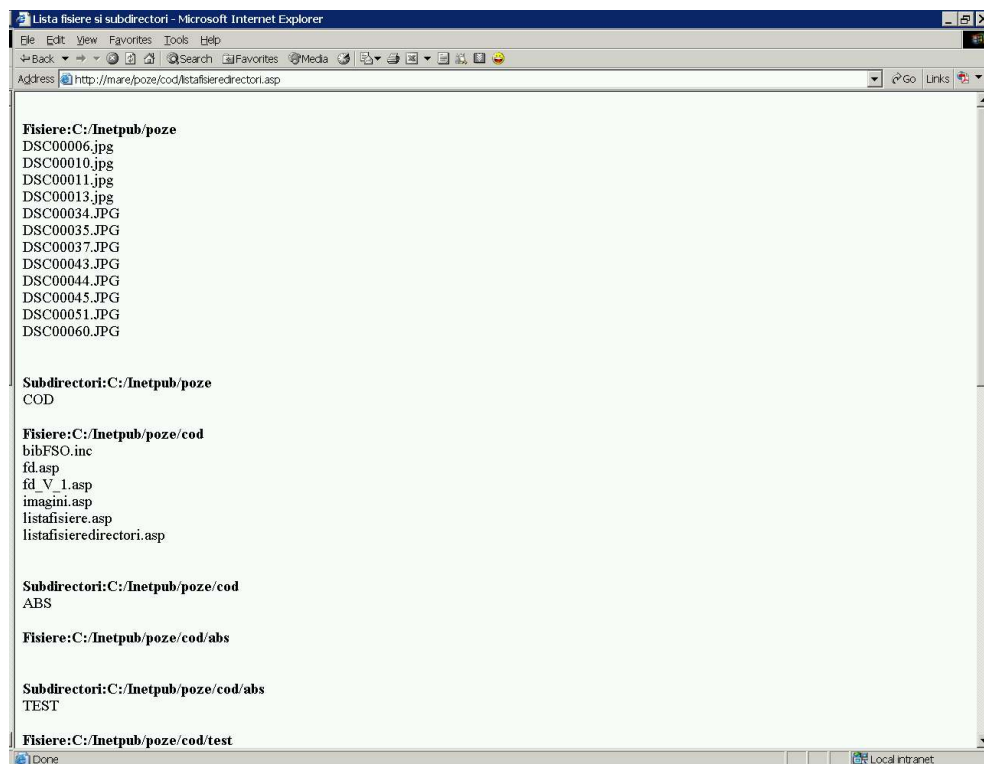 Lista fisiere si subdirectori - Microsoft Internet Explorer
File Edit View Favorites Tools Help
Back Search Favorites Media
Address http://mare/poze/cod/listafisieredirectori.asp Go Links
Fisiere:C:/Inetpub/poze
DSC00006.jpg
DSC00010.jpg
DSC00011.jpg
DSC00013.jpg
DSC00034.JPG
DSC00035.JPG
DSC00037.JPG
DSC00043.JPG
DSC00044.JPG
DSC00045.JPG
DSC00051.JPG
DSC00060.JPG
Subdirectori:C:/Inetpub/poze
COD
Fisiere:C:/Inetpub/poze/cod
bibFSO.inc
fd.asp
fd_V_1.asp
imagini.asp
listafisiere.asp
listafisieredirectori.asp
Subdirectori:C:/Inetpub/poze/cod
ABS
Fisiere:C:/Inetpub/poze/cod/abs
Subdirectori:C:/Inetpub/poze/cod/abs
TEST
Fisiere:C:/Inetpub/poze/cod/test
Done Local intranet